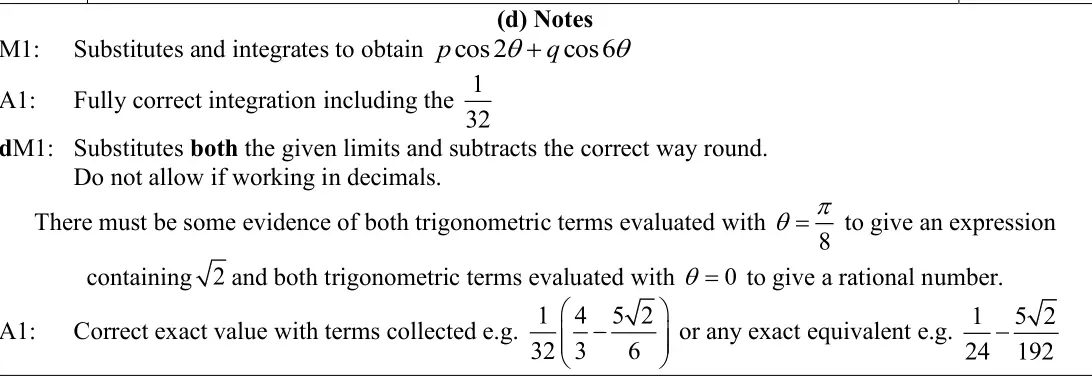 (d) Notes
M1: Substitutes and integrates to obtain p cos 2θ + q cos 6θ
A1: Fully correct integration including the 1/32
dM1: Substitutes both the given limits and subtracts the correct way round.
Do not allow if working in decimals.
There must be some evidence of both trigonometric terms evaluated with θ = π/8 to give an expression
containing √2 and both trigonometric terms evaluated with θ = 0 to give a rational number.
A1: Correct exact value with terms collected e.g. 1/32 (4/3 − 5√2/6) or any exact equivalent e.g. 1/24 − 5√2/192